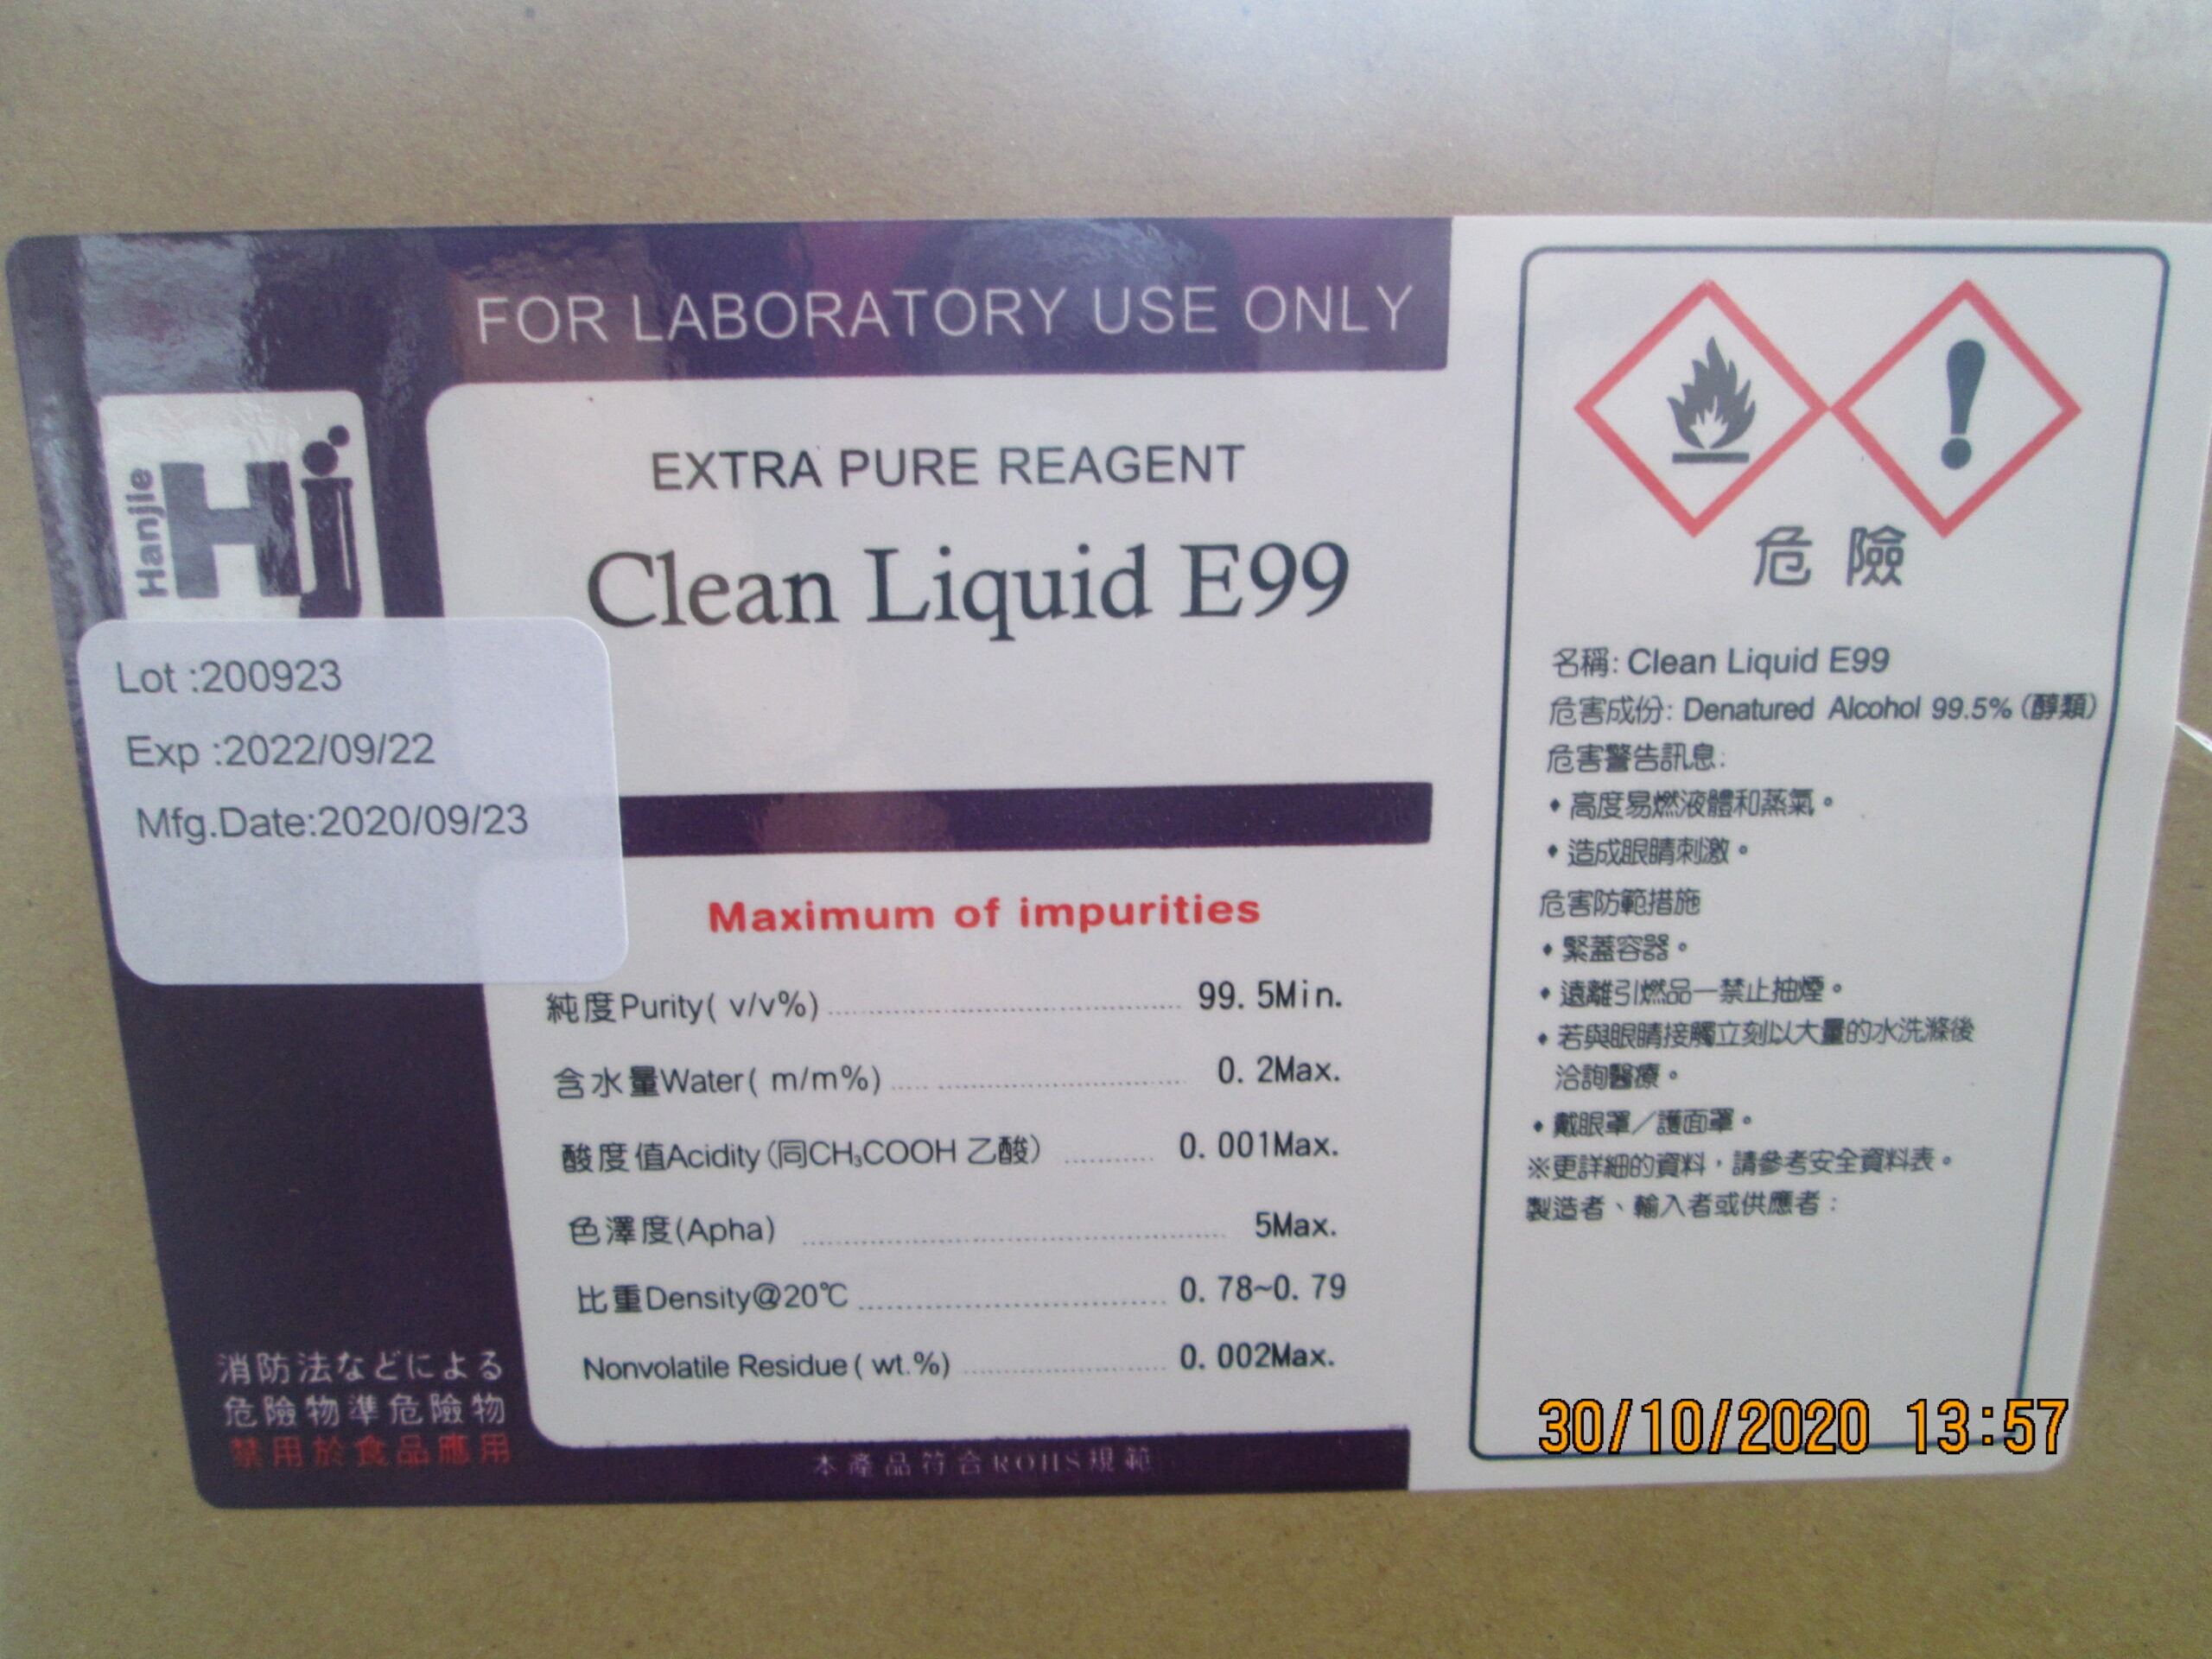 FOR LABORATORY USE ONLY
Hanjie
Hj
EXTRA PURE REAGENT
Clean Liquid E99
Lot :200923
Exp :2022/09/22
Mfg.Date:2020/09/23
Maximum of impurities
純度Purity( v/v%) 99.5Min.
含水量Water( m/m%) 0.2Max.
酸度值Acidity(同CH₃COOH 乙酸) 0.001Max.
色澤度(Apha) 5Max.
比重Density@20℃ 0.78~0.79
Nonvolatile Residue( wt.%) 0.002Max.
消防法などによる
危險物準危險物
禁用於食品應用
本產品符合ROHS規範
危險
名稱: Clean Liquid E99
危害成份: Denatured Alcohol 99.5%(醇類)
危害警告訊息:
•高度易燃液體和蒸氣。
•造成眼睛刺激。
危害防範措施
•緊蓋容器。
•遠離引燃品一禁止抽煙。
•若與眼睛接觸立刻以大量的水洗滌後
洽詢醫療。
•戴眼罩/護面罩。
※更詳細的資料,請參考安全資料表。
製造者、輸入者或供應者:
30/10/2020 13:57